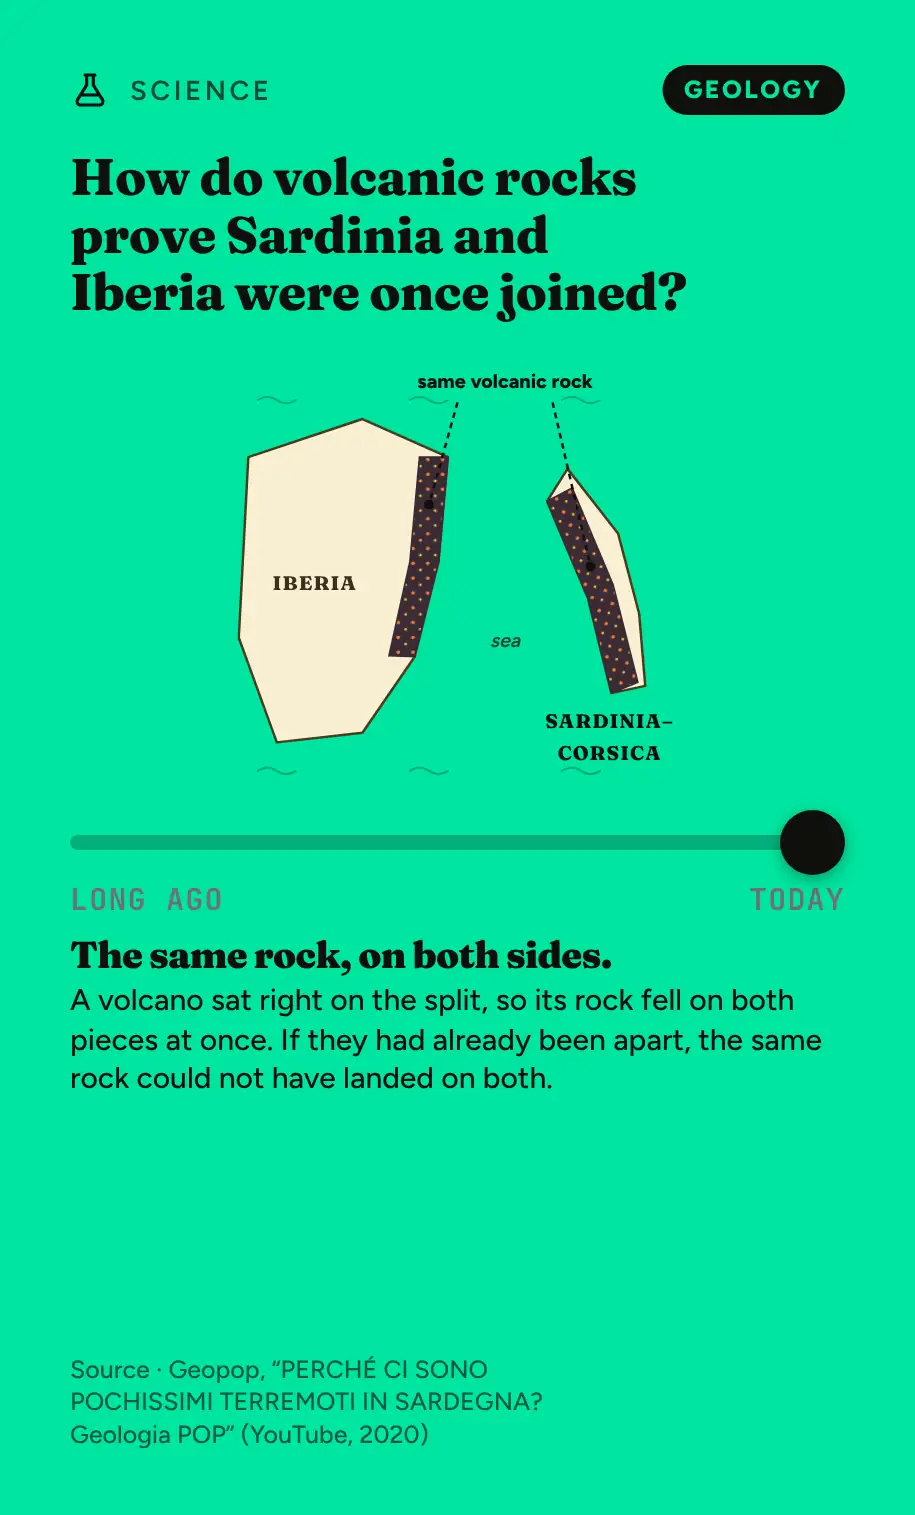 SCIENCE
GEOLOGY
How do volcanic rocks
prove Sardinia and
Iberia were once joined?
same volcanic rock
IBERIA
sea
SARDINIA–
CORSICA
LONG AGO
TODAY
The same rock, on both sides.
A volcano sat right on the split, so its rock fell on both
pieces at once. If they had already been apart, the same
rock could not have landed on both.
Source · Geopop, “PERCHÉ CI SONO
POCHISSIMI TERREMOTI IN SARDEGNA?
Geologia POP” (YouTube, 2020)